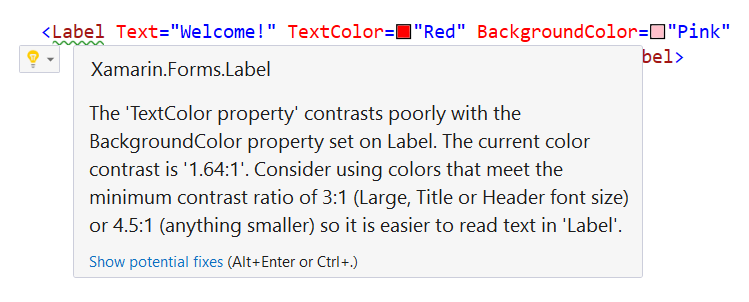 <Label Text="Welcome!" TextColor="Red" BackgroundColor="Pink"
bel>
Xamarin.Forms.Label
The 'TextColor property' contrasts poorly with the
BackgroundColor property set on Label. The current color
contrast is '1.64:1'. Consider using colors that meet the
minimum contrast ratio of 3:1 (Large, Title or Header font size)
or 4.5:1 (anything smaller) so it is easier to read text in 'Label'.
Show potential fixes (Alt+Enter or Ctrl+.)